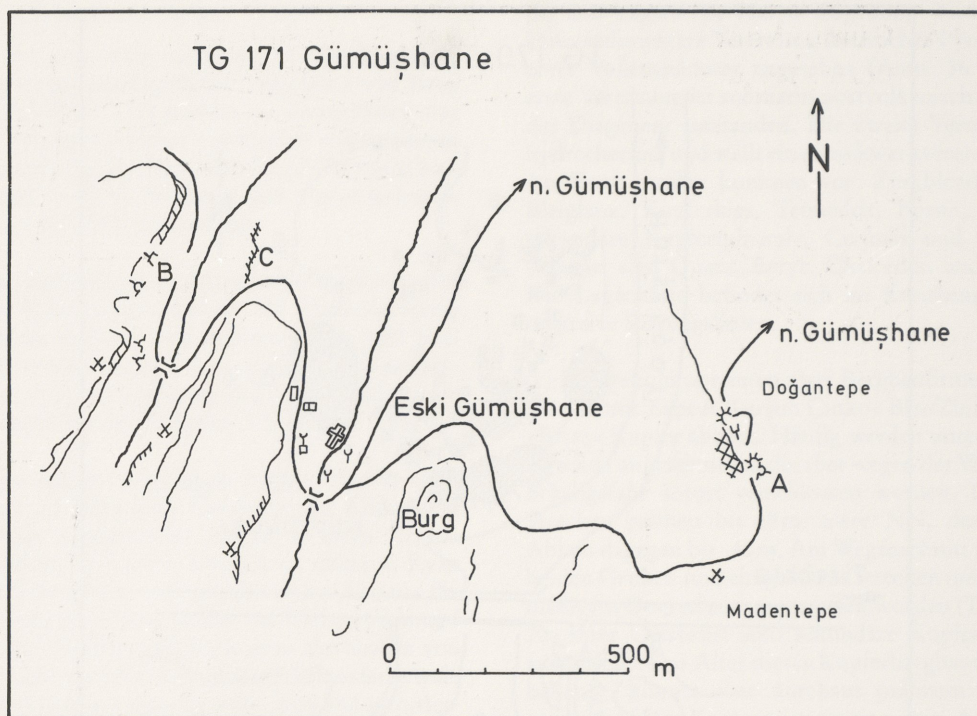 TG 171 Gümüşhane
N
n. Gümüşhane
B
C
n. Gümüşhane
Doğantepe
Eski Gümüşhane
A
Burg
Madentepe
0 500 m